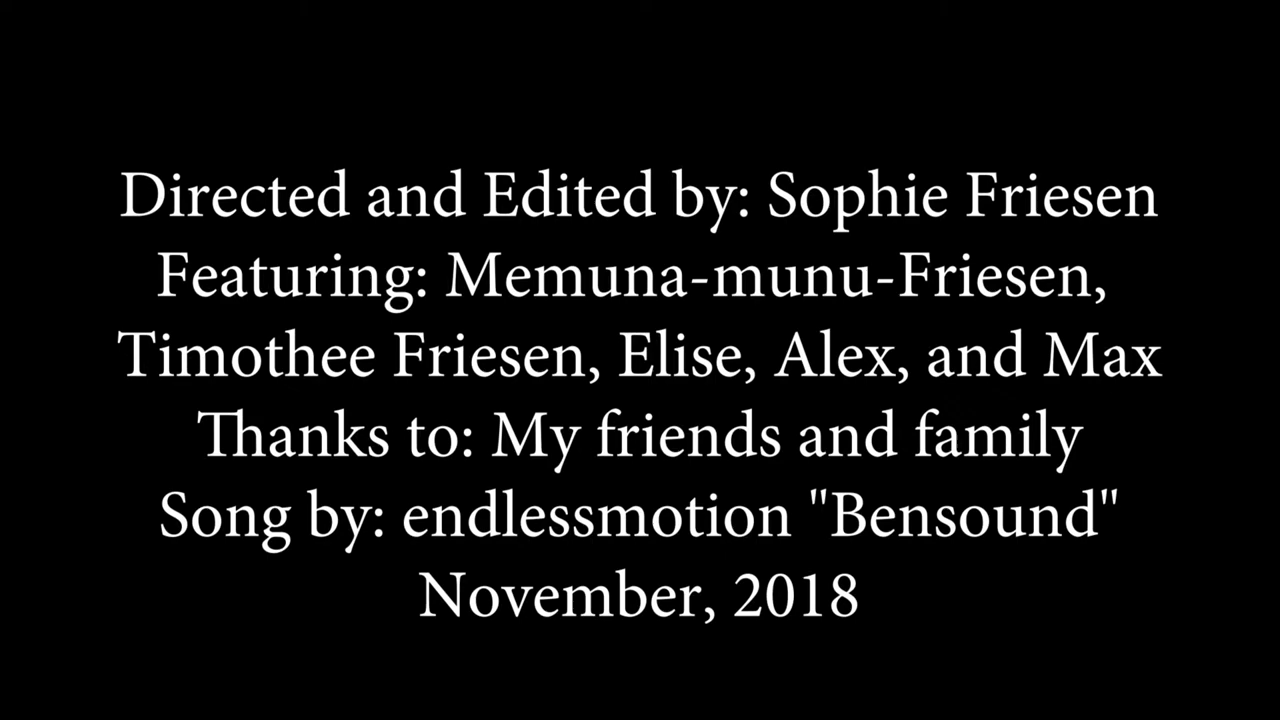 Directed and Edited by: Sophie Friesen
Featuring: Memuna-munu-Friesen,
Timothee Friesen, Elise, Alex, and Max
Thanks to: My friends and family
Song by: endlessmotion "Bensound"
November, 2018